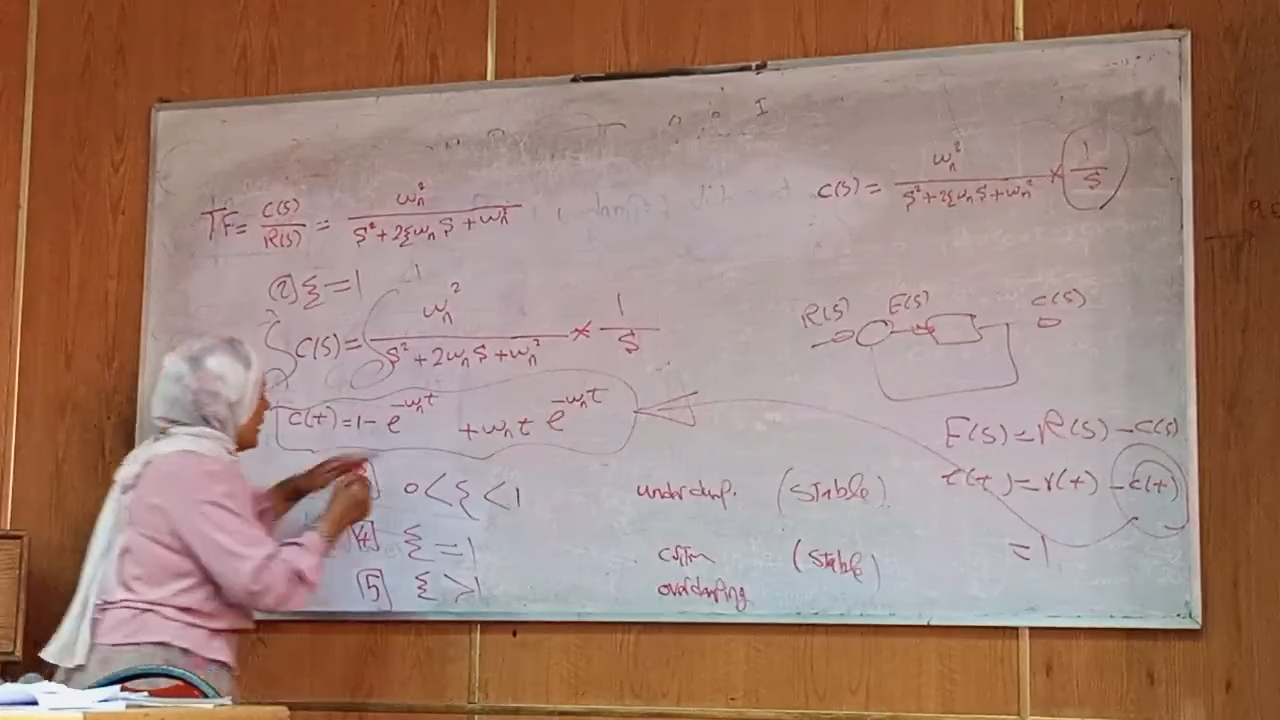 TF = C(S)/R(S) = ωn²/(S² + 2ξωnS + ωn²)
C(S) = ωn²/(S² + 2ξωnS + ωn²) × 1/S
② ξ = 1
C(S) = ωn²/(S² + 2ωnS + ωn²) × 1/S
R(S) E(S) C(S)
c(t) = 1 - e^(-ωnt) + ωnt e^(-ωnt)
E(S) = R(S) - C(S)
0 < ξ < 1 underdamp. (stable)
e(t) = r(t) - c(t)
4 ξ = 1 (stable)
= 1
5 ξ > 1 overdamping